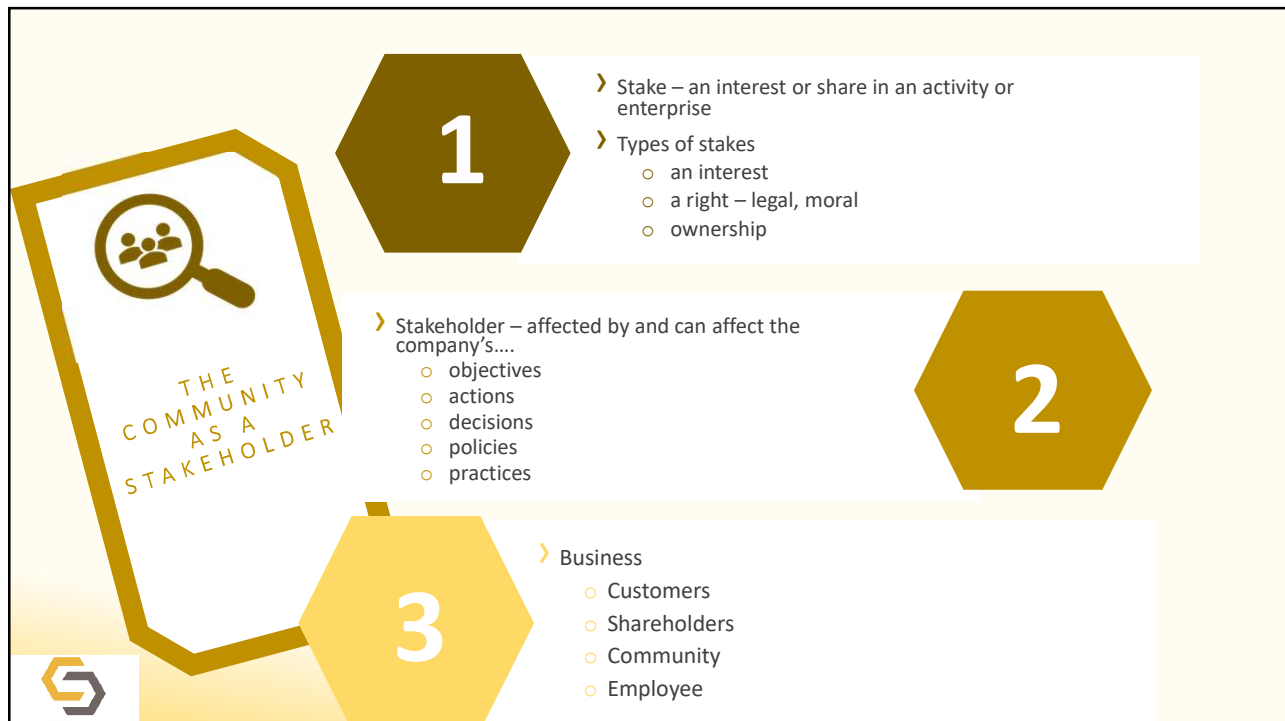 THE
COMMUNITY
AS A
STAKEHOLDER
1
› Stake – an interest or share in an activity or
enterprise
› Types of stakes
o an interest
o a right – legal, moral
o ownership
› Stakeholder – affected by and can affect the
company’s….
o objectives
o actions
o decisions
o policies
o practices
2
3
› Business
o Customers
o Shareholders
o Community
o Employee